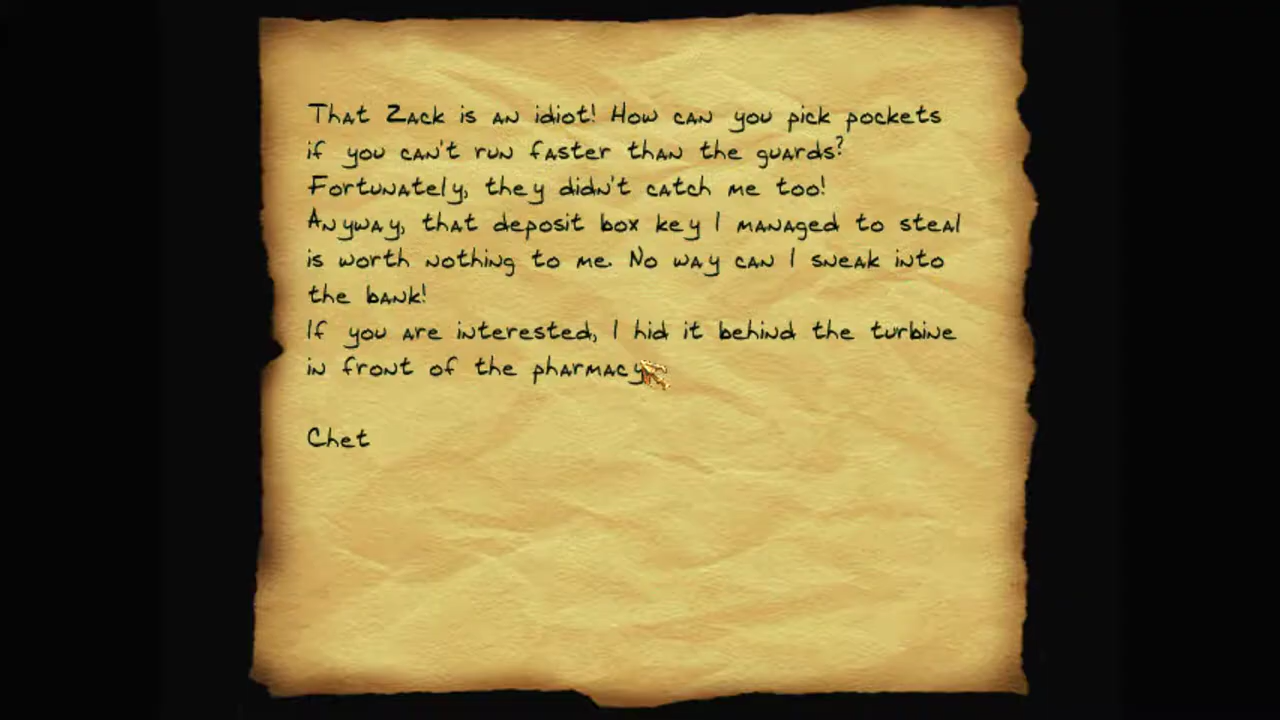 That Zack is an idiot! How can you pick pockets
if you can't run faster than the guards?
Fortunately, they didn't catch me too!
Anyway, that deposit box key I managed to steal
is worth nothing to me. No way can I sneak into
the bank!
If you are interested, I hid it behind the turbine
in front of the pharmacy
Chet